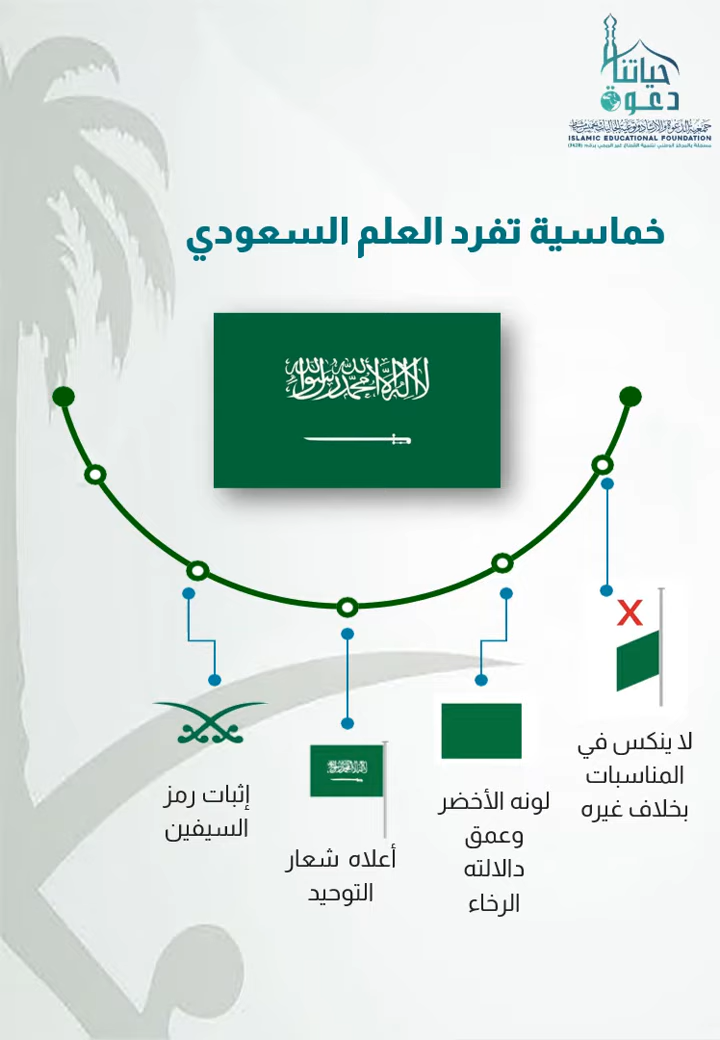 حياتنا
دعوة
ISLAMIC EDUCATIONAL FOUNDATION
خماسية تفرد العلم السعودي
لا إله إلا الله محمد رسول الله
لا ينكس في
المناسبات
بخلاف غيره
لونه الأخضر
وعمق
دالالته
الرخاء
أعلاه شعار
التوحيد
إثبات رمز
السيفين